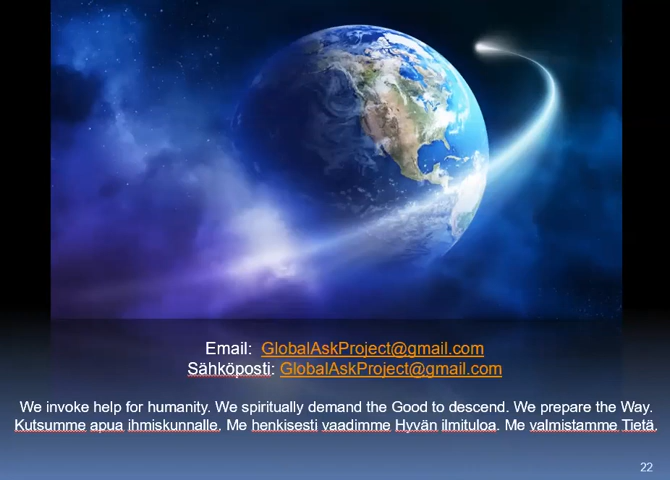 Email: GlobalAskProject@gmail.com
Sähköposti: GlobalAskProject@gmail.com
We invoke help for humanity. We spiritually demand the Good to descend. We prepare the Way.
Kutsumme apua ihmiskunnalle. Me henkisesti vaadimme Hyvän ilmituloa. Me valmistamme Tietä.
22